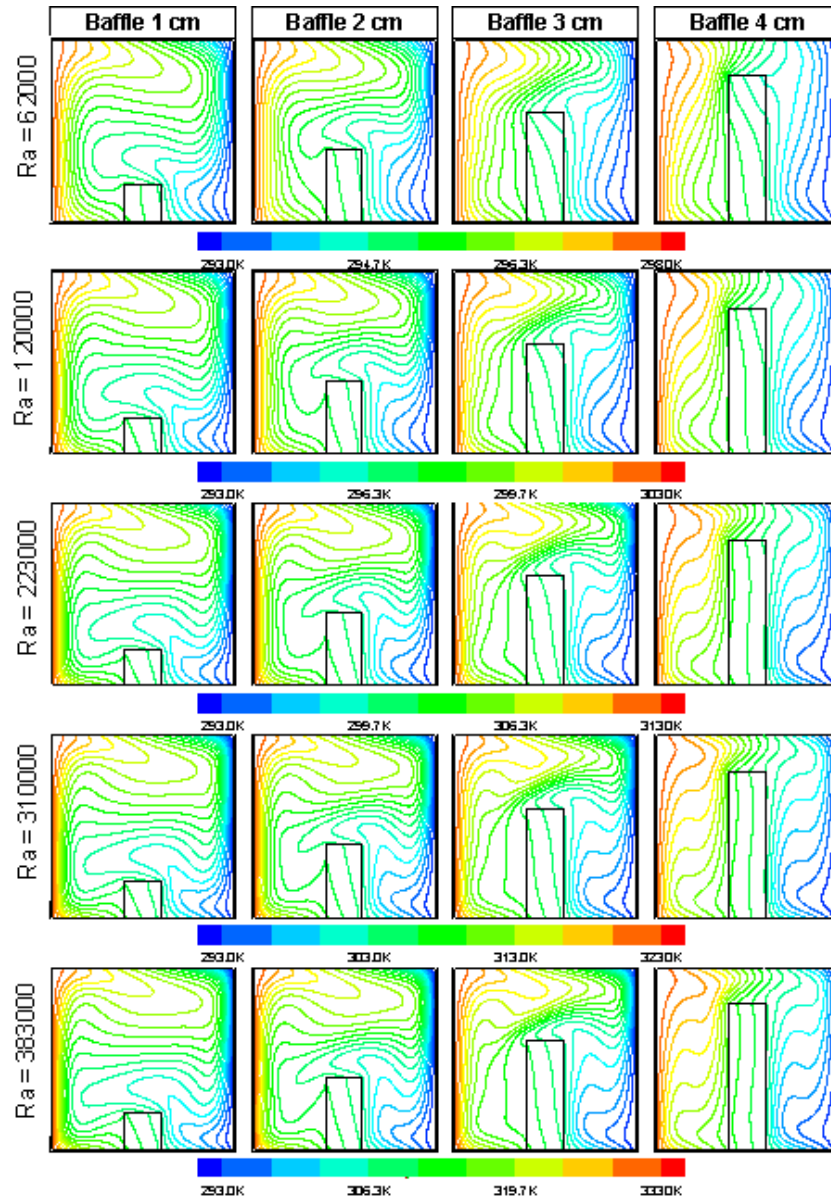 Baffle 1 cm Baffle 2 cm Baffle 3 cm Baffle 4 cm
Ra = 62000
293.0K 294.7K 296.3K 298.0K
Ra = 120000
293.0K 296.3K 299.7K 303.0K
Ra = 223000
293.0K 299.7K 306.3K 313.0K
Ra = 310000
293.0K 303.0K 313.0K 323.0K
Ra = 383000
293.0K 306.3K 319.7K 333.0K